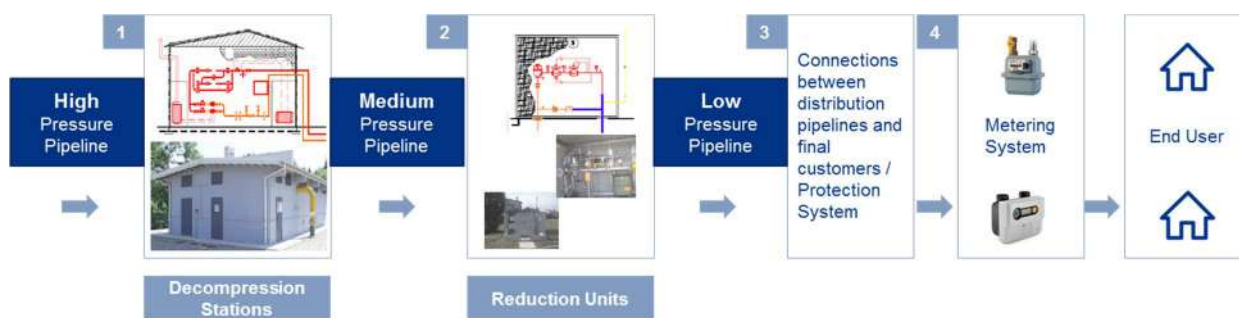 1
High
Pressure
Pipeline
Decompression
Stations
2
Medium
Pressure
Pipeline
Reduction Units
3
Low
Pressure
Pipeline
Connections
between
distribution
pipelines and
final
customers /
Protection
System
4
Metering
System
End User